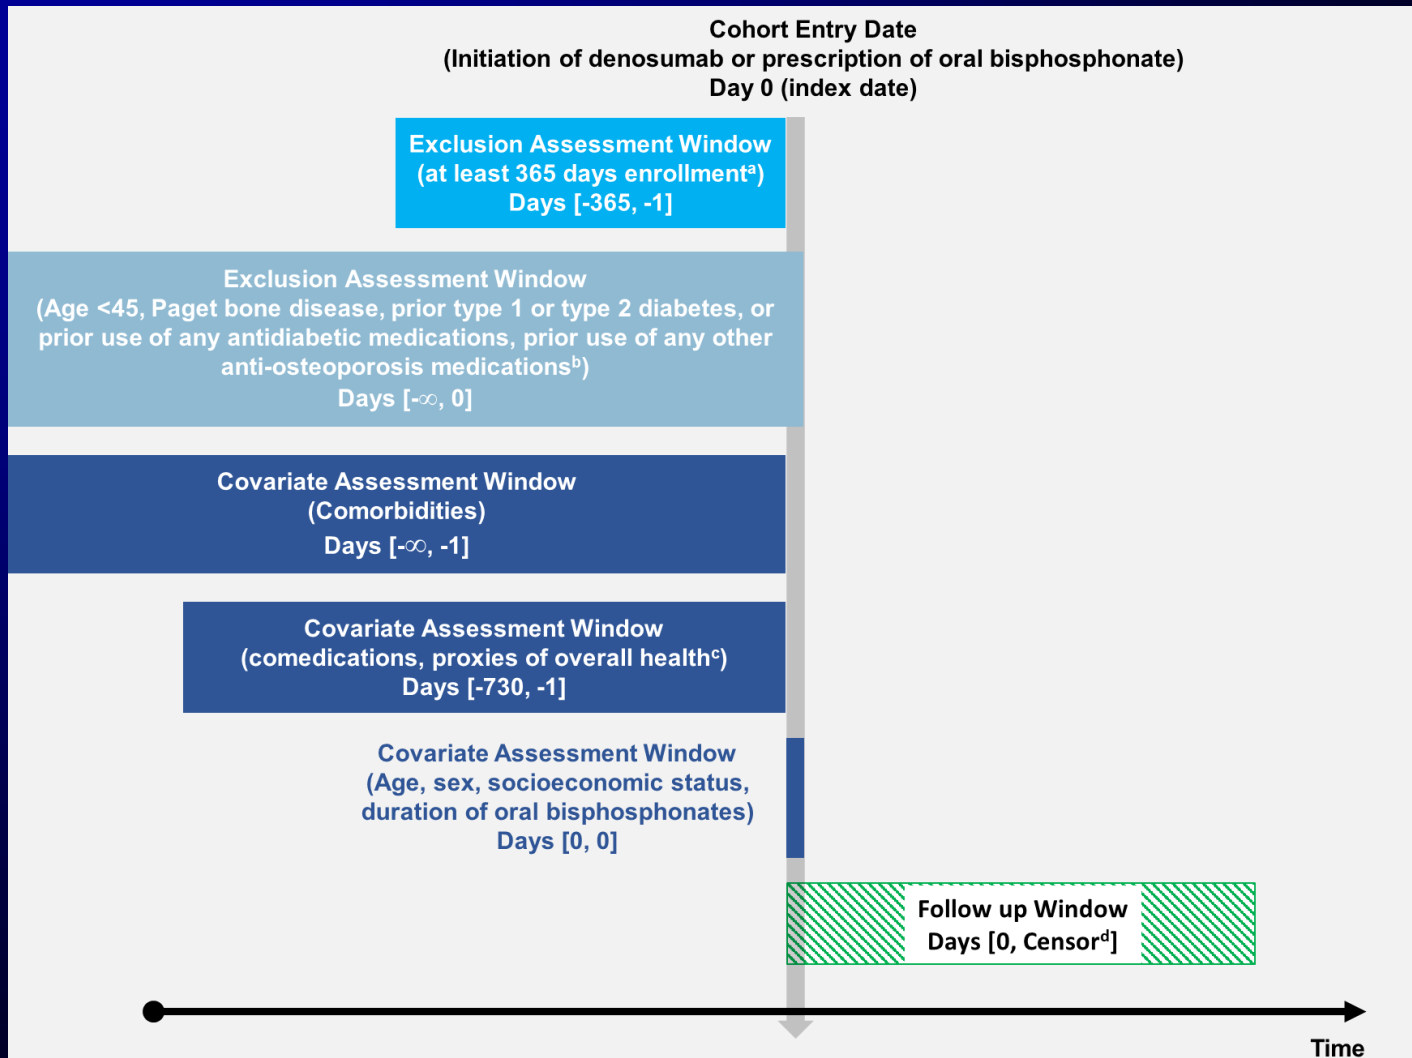 Cohort Entry Date
(Initiation of denosumab or prescription of oral bisphosphonate)
Day 0 (index date)
Exclusion Assessment Window
(at least 365 days enrollmentᵃ)
Days [-365, -1]
Exclusion Assessment Window
(Age <45, Paget bone disease, prior type 1 or type 2 diabetes, or
prior use of any antidiabetic medications, prior use of any other
anti-osteoporosis medicationsᵇ)
Days [-∞, 0]
Covariate Assessment Window
(Comorbidities)
Days [-∞, -1]
Covariate Assessment Window
(comedications, proxies of overall healthᶜ)
Days [-730, -1]
Covariate Assessment Window
(Age, sex, socioeconomic status,
duration of oral bisphosphonates)
Days [0, 0]
Follow up Window
Days [0, Censorᵈ]
Time